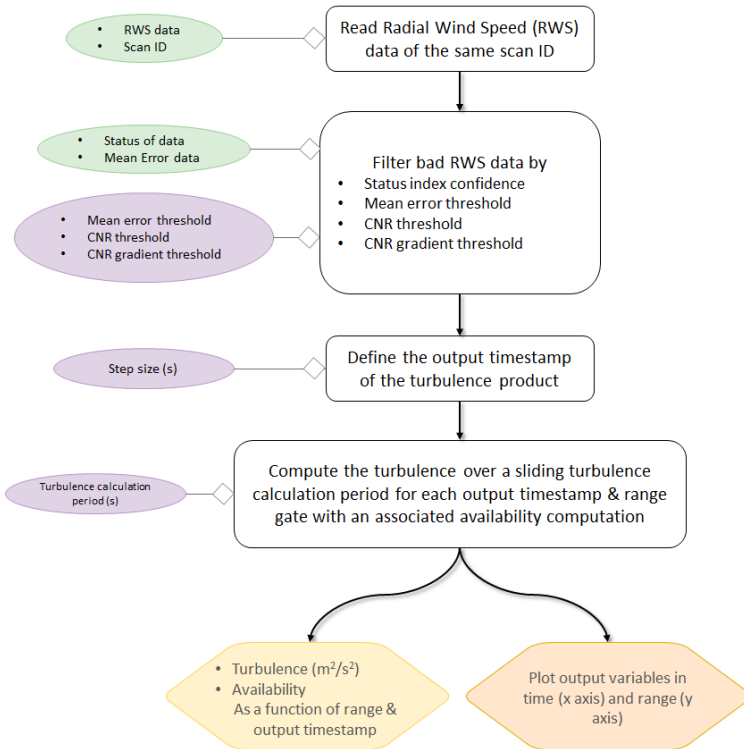 • RWS data
• Scan ID
Read Radial Wind Speed (RWS)
data of the same scan ID
• Status of data
• Mean Error data
• Mean error threshold
• CNR threshold
• CNR gradient threshold
Filter bad RWS data by
• Status index confidence
• Mean error threshold
• CNR threshold
• CNR gradient threshold
Step size (s)
Define the output timestamp
of the turbulence product
Turbulence calculation
period (s)
Compute the turbulence over a sliding turbulence
calculation period for each output timestamp & range
gate with an associated availability computation
• Turbulence (m²/s²)
• Availability
As a function of range &
output timestamp
Plot output variables in
time (x axis) and range (y
axis)